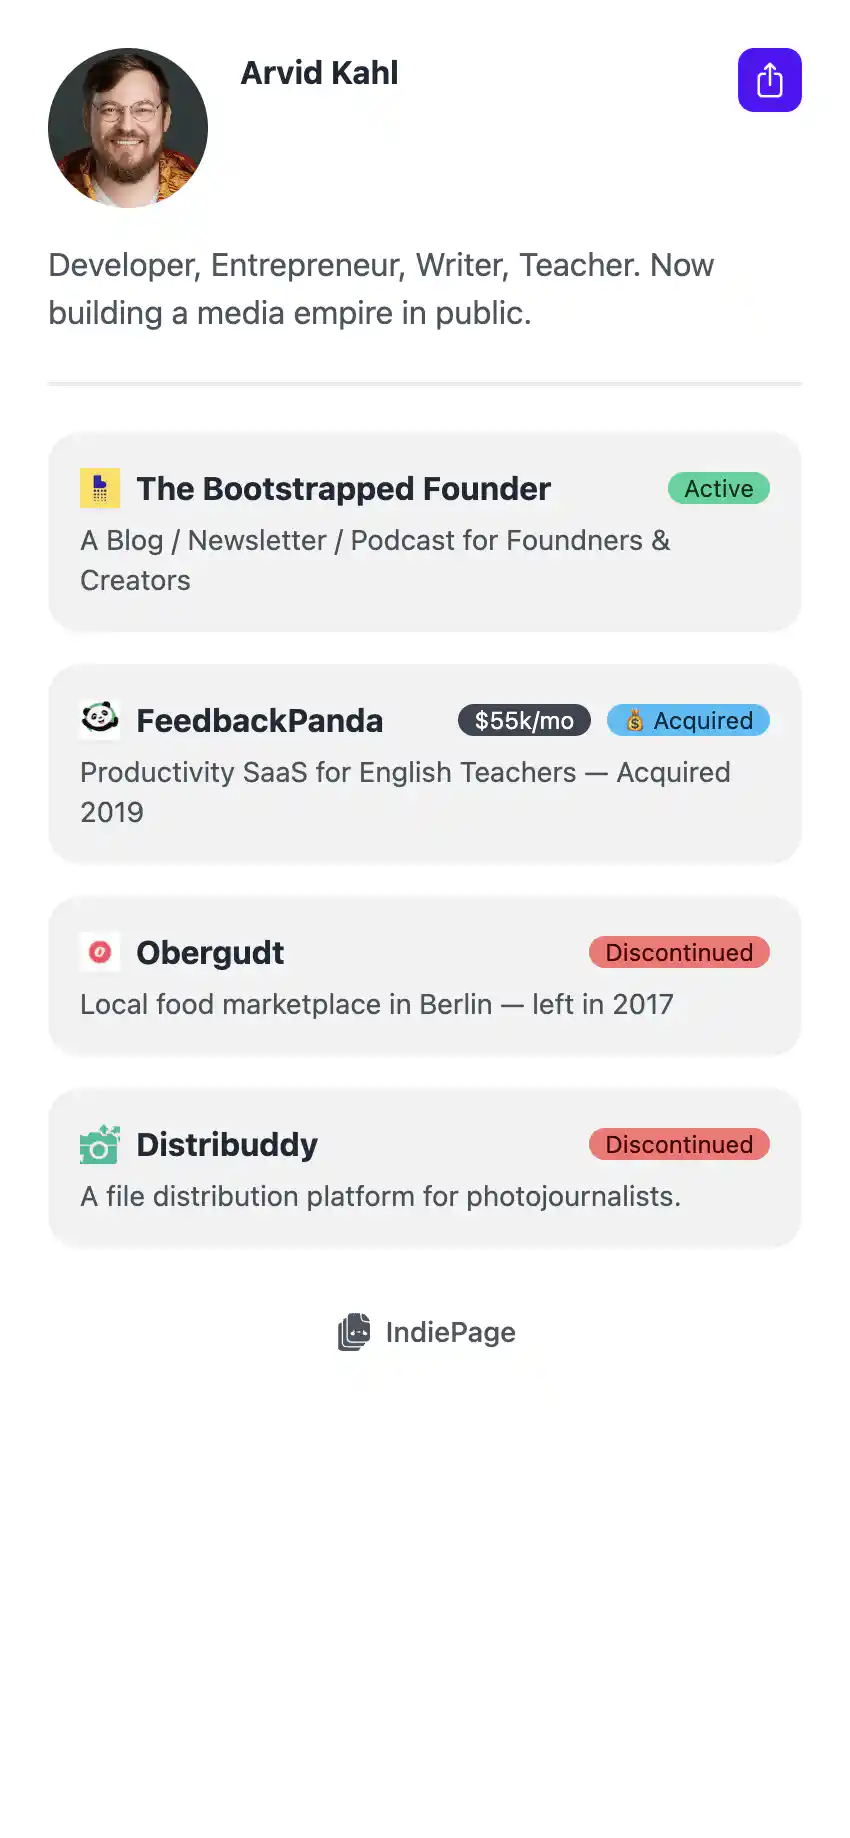 Arvid Kahl
Developer, Entrepreneur, Writer, Teacher. Now
building a media empire in public.
The Bootstrapped Founder
Active
A Blog / Newsletter / Podcast for Foundners &
Creators
FeedbackPanda
$55k/mo
💰 Acquired
Productivity SaaS for English Teachers — Acquired
2019
Obergudt
Discontinued
Local food marketplace in Berlin — left in 2017
Distribuddy
Discontinued
A file distribution platform for photojournalists.
IndiePage